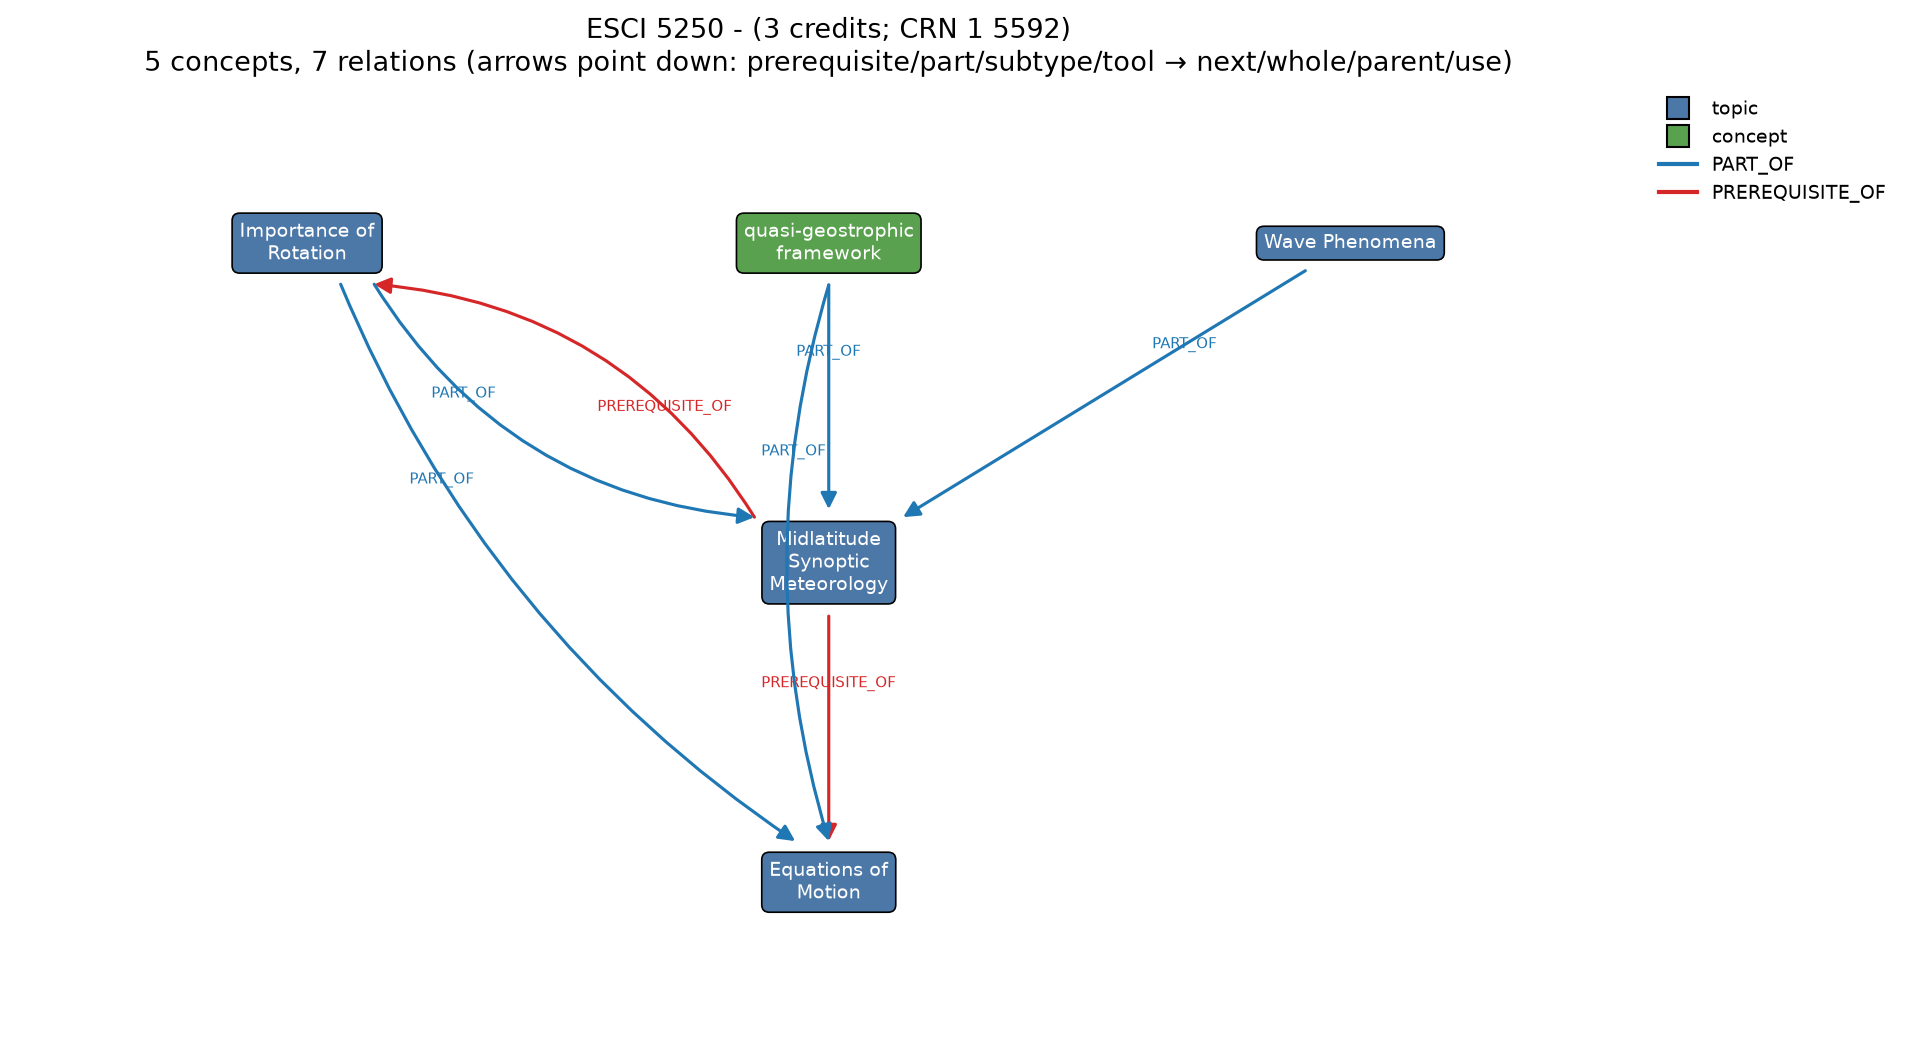 ESCI 5250 - (3 credits; CRN 1 5592)
5 concepts, 7 relations (arrows point down: prerequisite/part/subtype/tool → next/whole/parent/use)
topic
concept
PART_OF
PREREQUISITE_OF
Importance of
Rotation
quasi-geostrophic
framework
Wave Phenomena
PART_OF
PART_OF
PART_OF
PREREQUISITE_OF
PART_OF
PART_OF
Midlatitude
Synoptic
Meteorology
PREREQUISITE_OF
Equations of
Motion